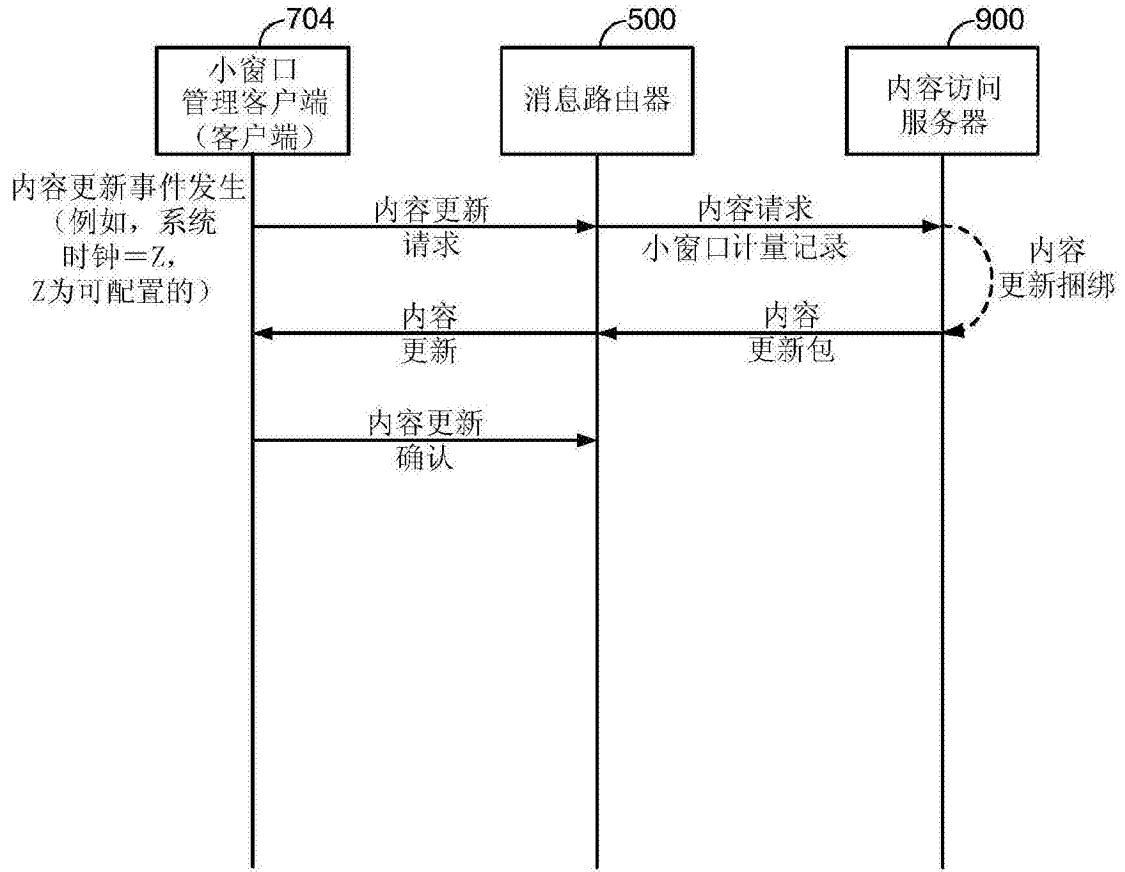 704
500
900
小窗口
管理客户端
（客户端）
消息路由器
内容访问
服务器
内容更新事件发生
（例如，系统
时钟＝Z，
Z为可配置的）
内容更新
请求
内容请求
小窗口计量记录
内容
更新捆绑
内容
更新
内容
更新包
内容更新
确认